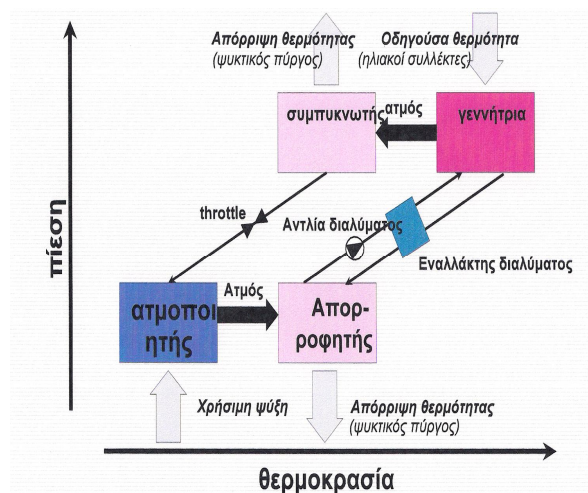 Απόρριψη θερμότητας
(ψυκτικός πύργος)
Οδηγούσα θερμότητα
(ηλιακοί συλλέκτες)
συμπυκνωτής
ατμός
γεννήτρια
throttle
Αντλία διαλύματος
Εναλλάκτης διαλύματος
πίεση
ατμοποι
ητής
Ατμός
Απορ-
ροφητής
Χρήσιμη ψύξη
Απόρριψη θερμότητας
(ψυκτικός πύργος)
θερμοκρασία